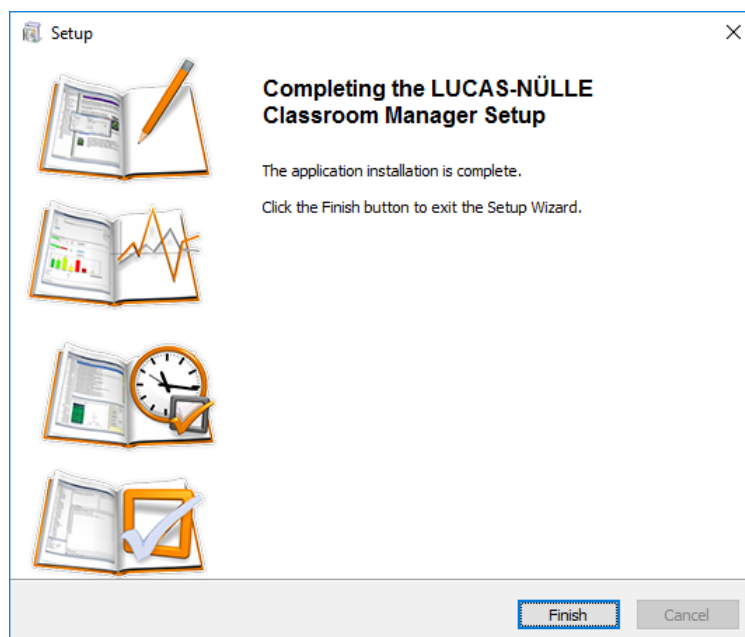 Setup
Completing the LUCAS-NÜLLE
Classroom Manager Setup
The application installation is complete.
Click the Finish button to exit the Setup Wizard.
Finish
Cancel